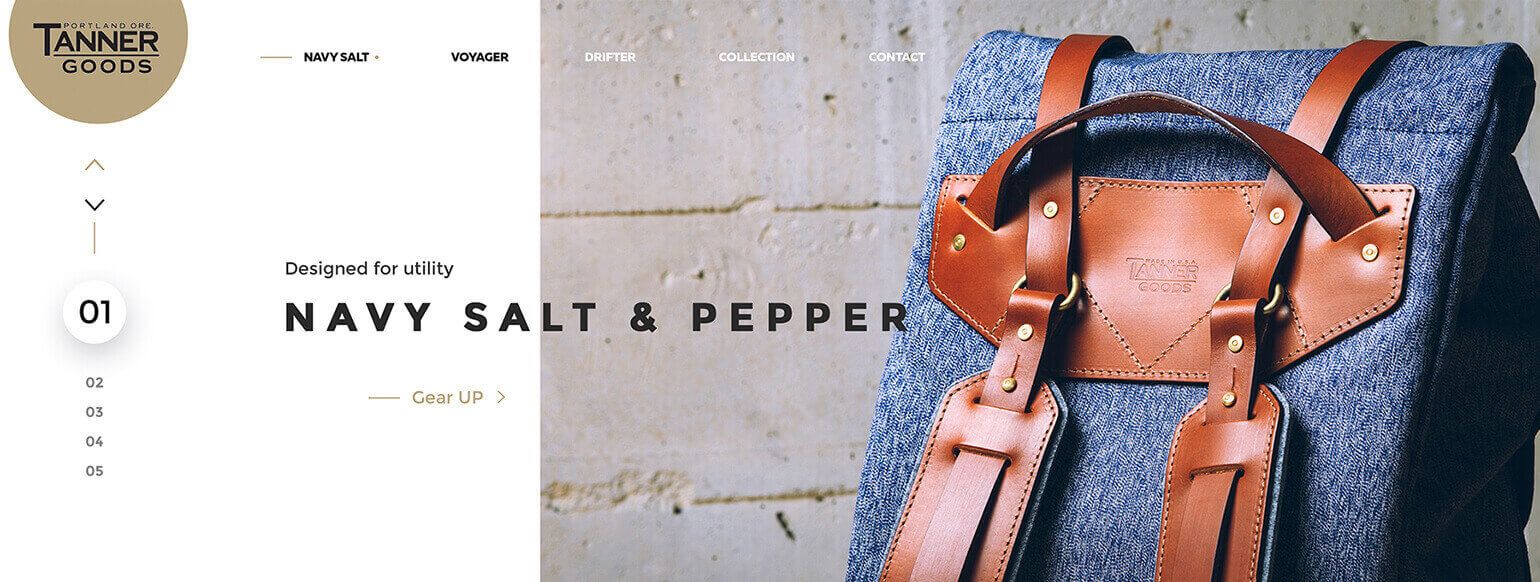 PORTLAND ORE.
TANNER
GOODS
NAVY SALT
VOYAGER
DRIFTER
COLLECTION
CONTACT
01
02
03
04
05
Designed for utility
NAVY SALT & PEPPER
Gear UP
MADE IN U.S.A.
TANNER
GOODS